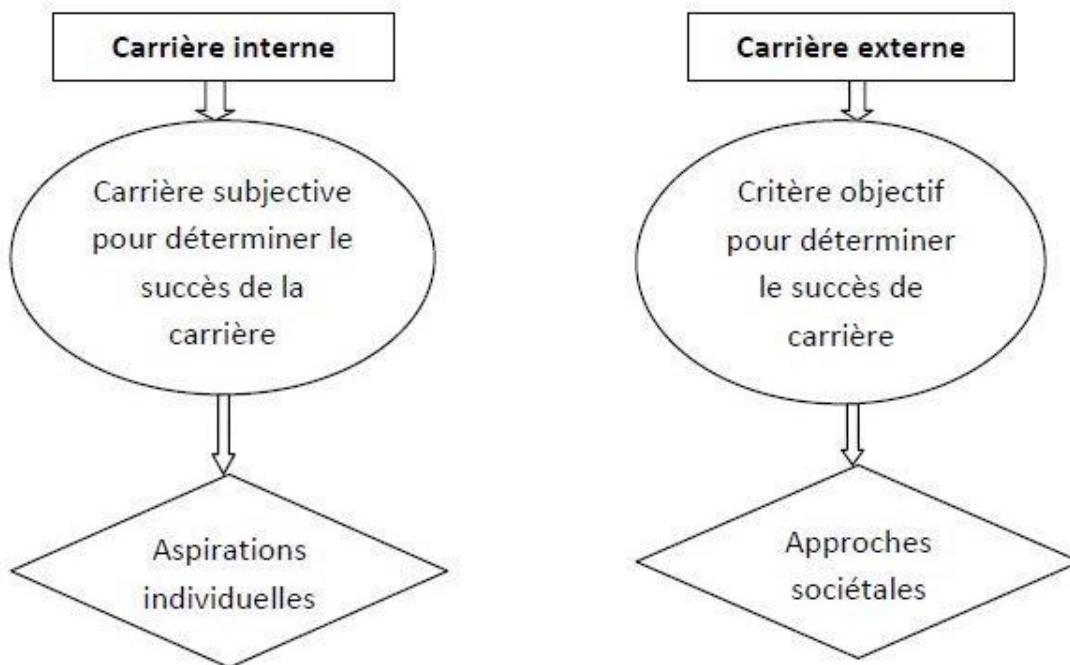 Carrière interne
Carrière subjective
pour déterminer le
succès de la
carrière
Aspirations
individuelles
Carrière externe
Critère objectif
pour déterminer
le succès de
carrière
Approches
sociétales